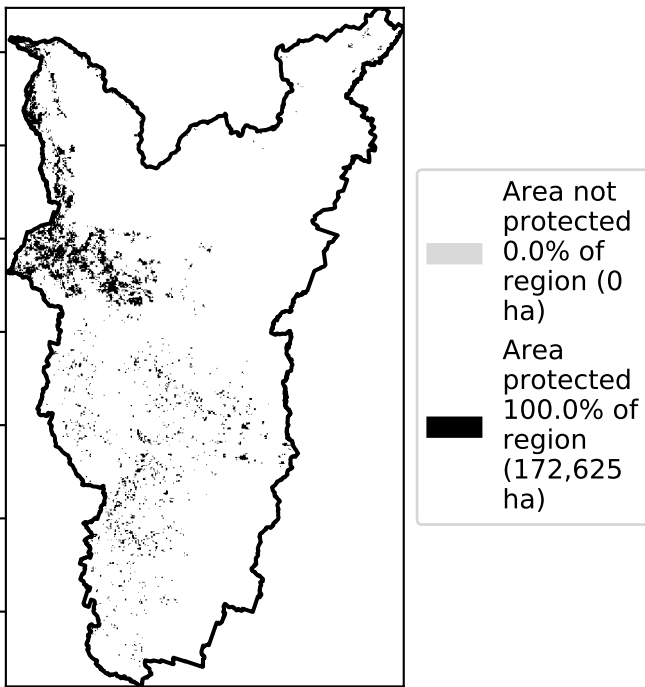 Area not
protected
0.0% of
region (0
ha)
Area
protected
100.0% of
region
(172,625
ha)